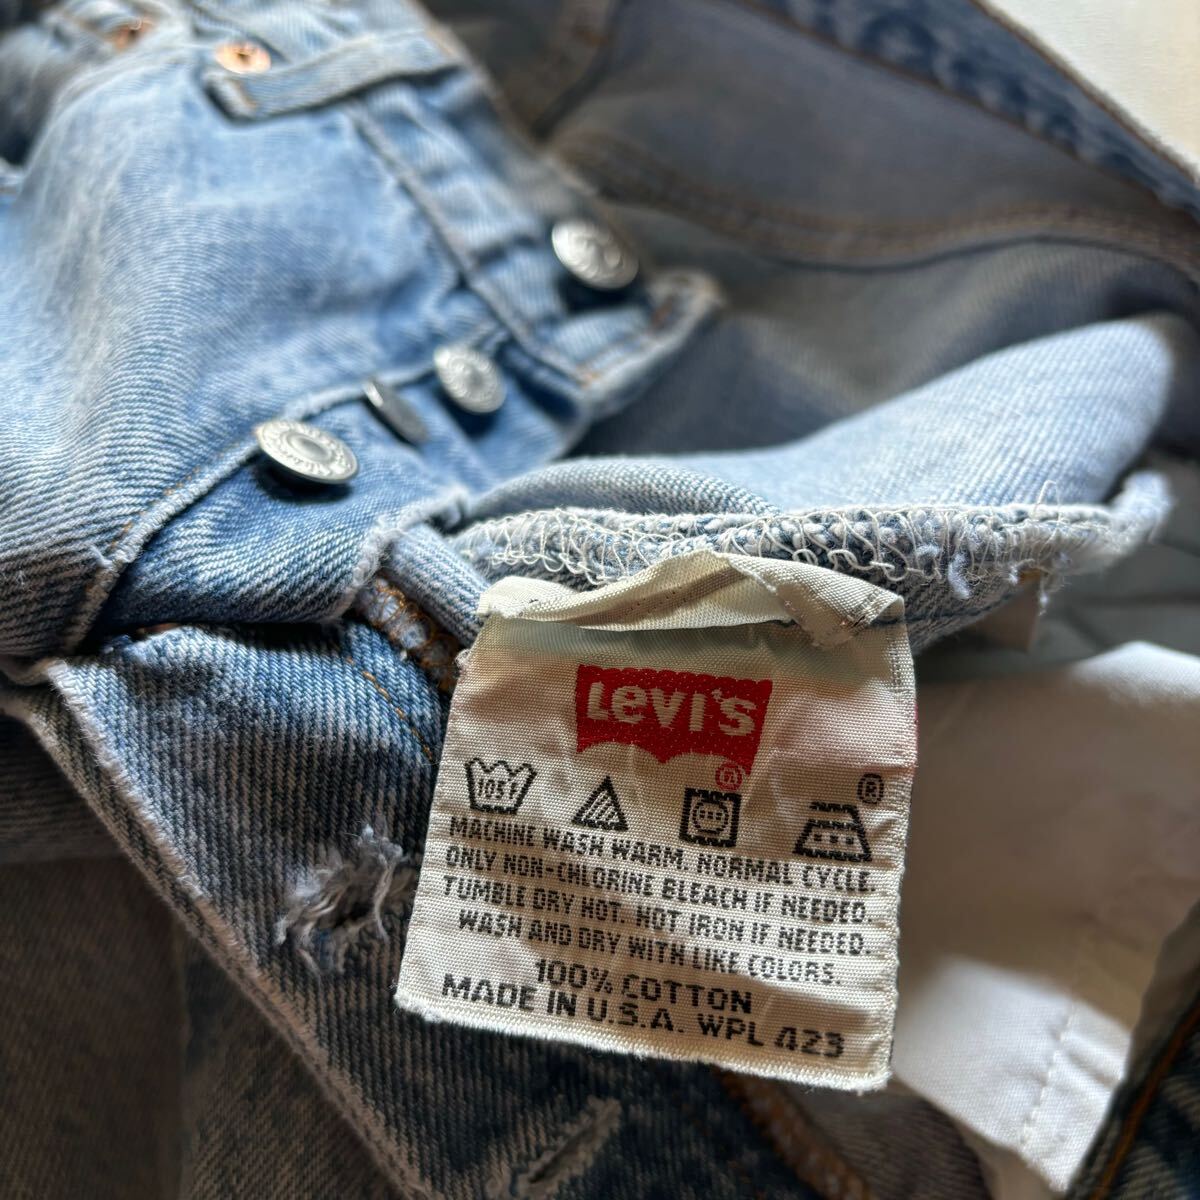 Levi's
®
105F
®
MACHINE WASH WARM. NORMAL CYCLE.
ONLY NON-CHLORINE BLEACH IF NEEDED.
TUMBLE DRY HOT. HOT IRON IF NEEDED.
WASH AND DRY WITH LIKE COLORS.
100% COTTON
MADE IN U.S.A. WPL 423